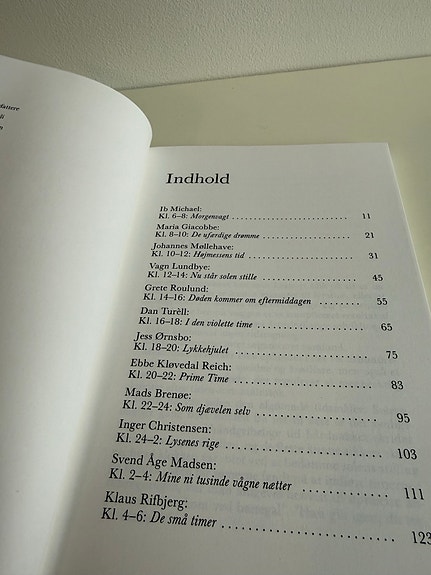 Indhold
Ib Michael:
Kl. 6–8: Morgenvagt . . . . . . . . . . . . . . . . . . . . . . . . . . 11
Maria Giacobbe:
Kl. 8–10: De ufærdige drømme . . . . . . . . . . . . . . . . . . 21
Johannes Møllehave:
Kl. 10–12: Højmessens tid . . . . . . . . . . . . . . . . . . . . . . 31
Vagn Lundbye:
Kl. 12–14: Nu står solen stille . . . . . . . . . . . . . . . . . . . 45
Grete Roulund:
Kl. 14–16: Døden kommer om eftermiddagen . . . . . . . . 55
Dan Turèll:
Kl. 16–18: I den violette time . . . . . . . . . . . . . . . . . . . 65
Jess Ørnsbo:
Kl. 18–20: Lykkehjulet . . . . . . . . . . . . . . . . . . . . . . . 75
Ebbe Kløvedal Reich:
Kl. 20–22: Prime Time . . . . . . . . . . . . . . . . . . . . . . . 83
Mads Brenøe:
Kl. 22–24: Som djævelen selv . . . . . . . . . . . . . . . . . . 95
Inger Christensen:
Kl. 24–2: Lysenes rige . . . . . . . . . . . . . . . . . . . . . . . 103
Svend Åge Madsen:
Kl. 2–4: Mine ni tusinde vågne nætter . . . . . . . . . . . . 111
Klaus Rifbjerg:
Kl. 4–6: De små timer . . . . . . . . . . . . . . . . . . . . . . . 123